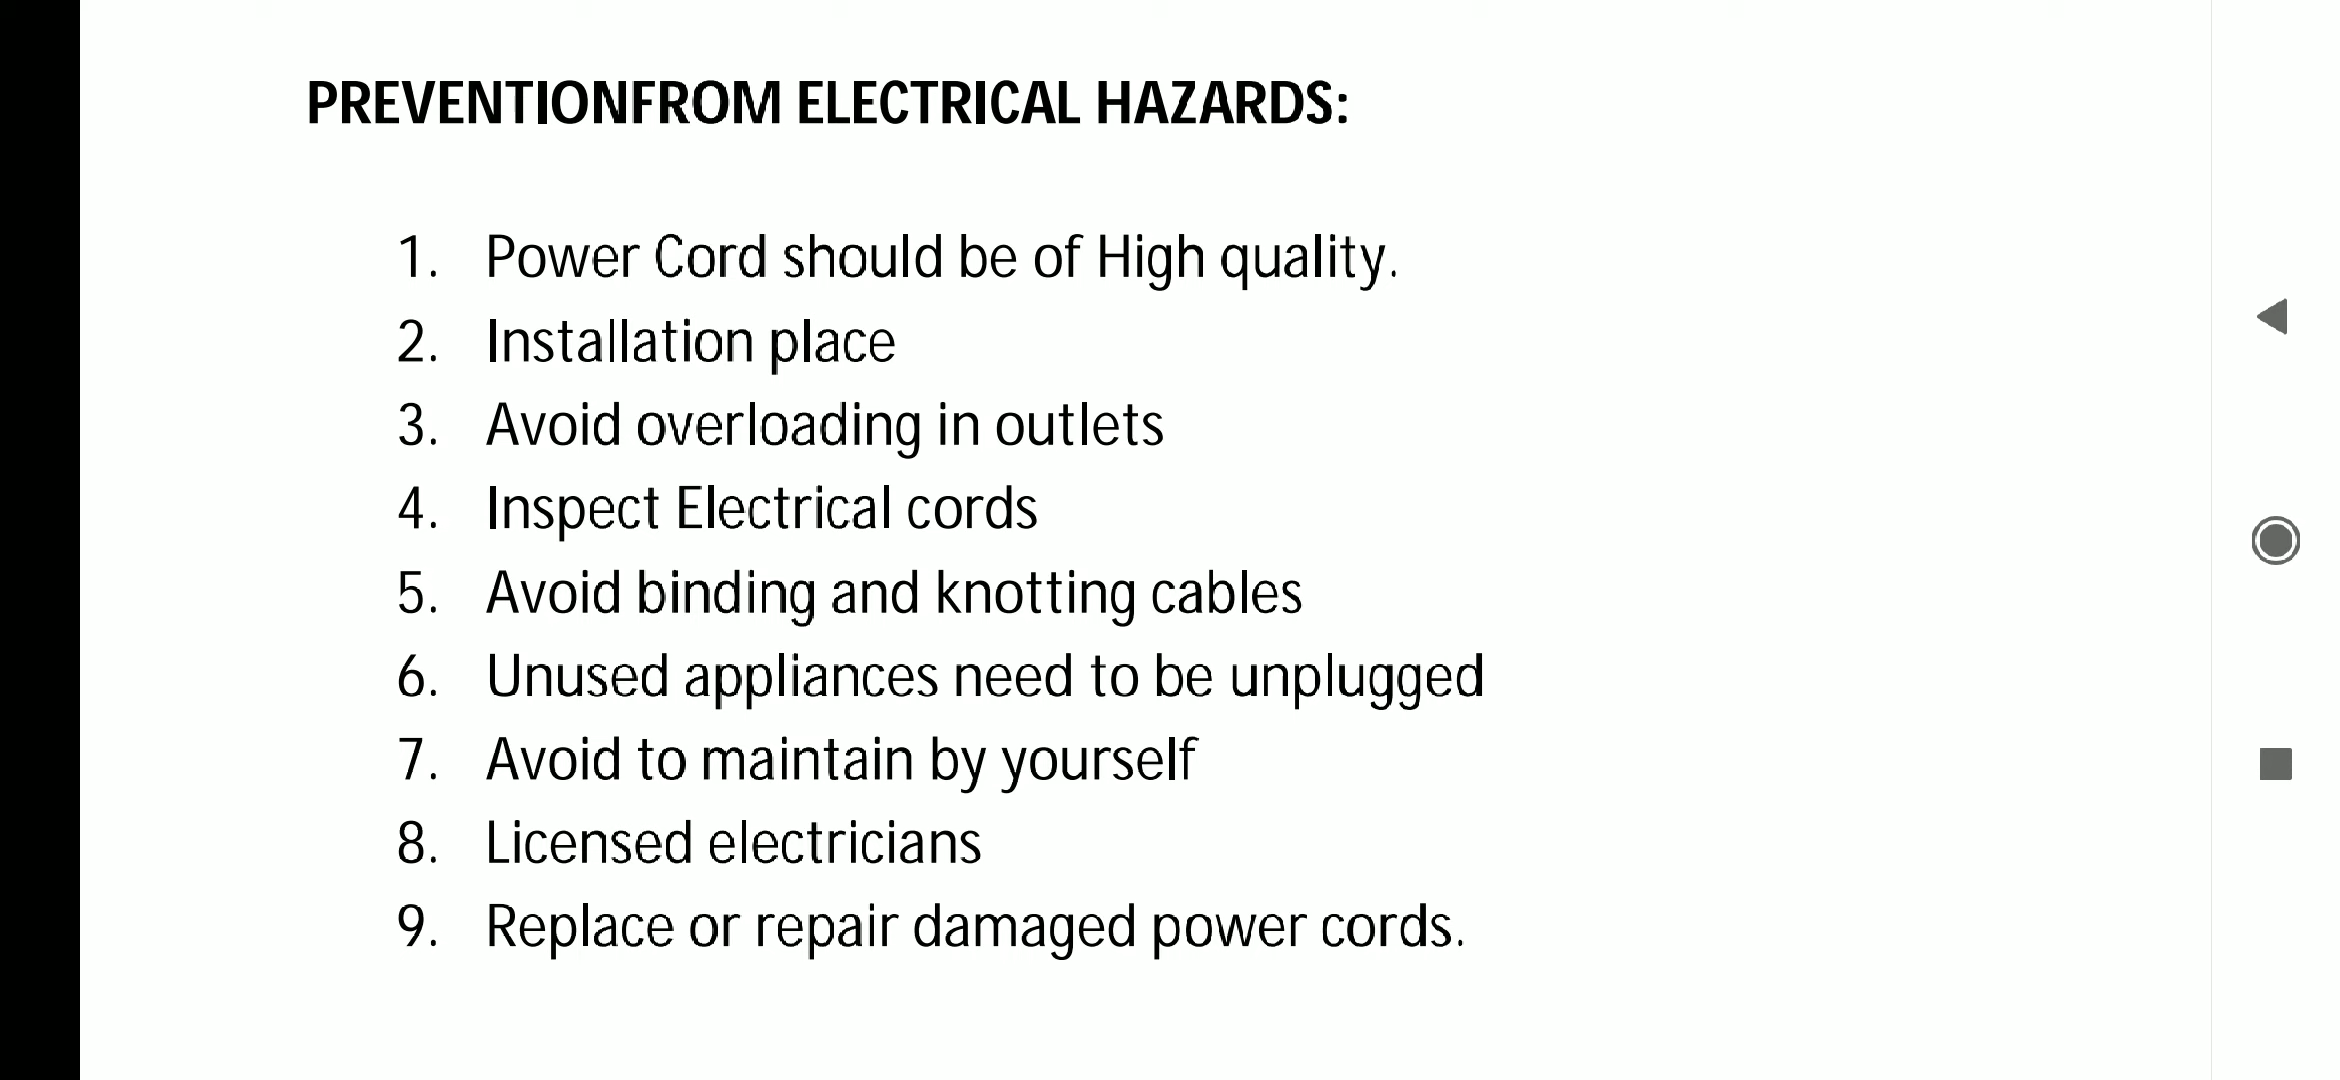 PREVENTIONFROM ELECTRICAL HAZARDS:
1. Power Cord should be of High quality.
2. Installation place
3. Avoid overloading in outlets
4. Inspect Electrical cords
5. Avoid binding and knotting cables
6. Unused appliances need to be unplugged
7. Avoid to maintain by yourself
8. Licensed electricians
9. Replace or repair damaged power cords.